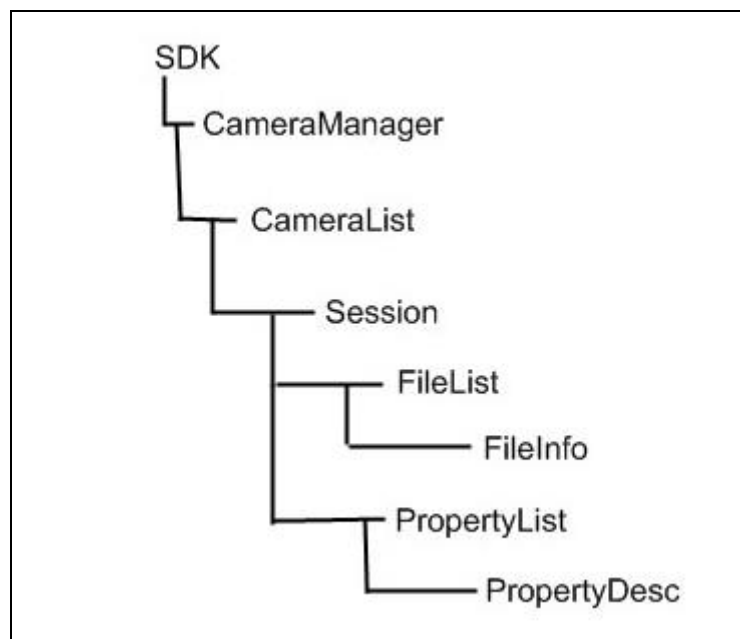 SDK
CameraManager
CameraList
Session
FileList
FileInfo
PropertyList
PropertyDesc